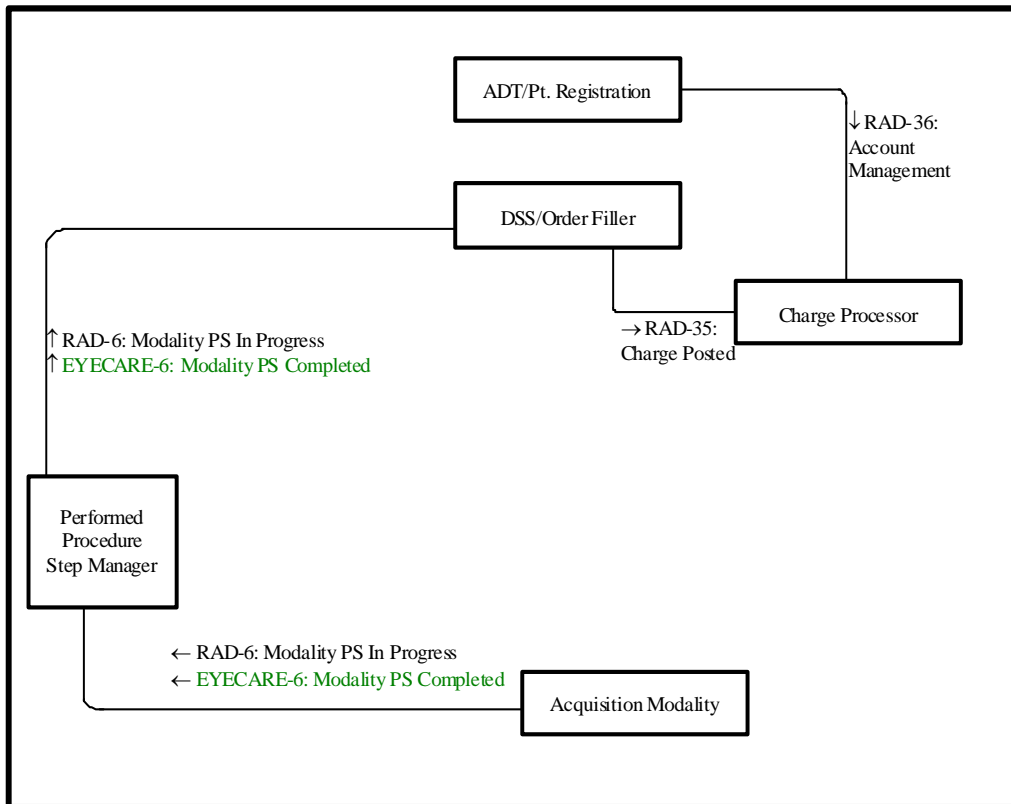 ADT/Pt. Registration
↓ RAD-36:
Account
Management
DSS/Order Filler
Charge Processor
→ RAD-35:
Charge Posted
↑ RAD-6: Modality PS In Progress
↑ EYECARE-6: Modality PS Completed
Performed
Procedure
Step Manager
← RAD-6: Modality PS In Progress
← EYECARE-6: Modality PS Completed
Acquisition Modality